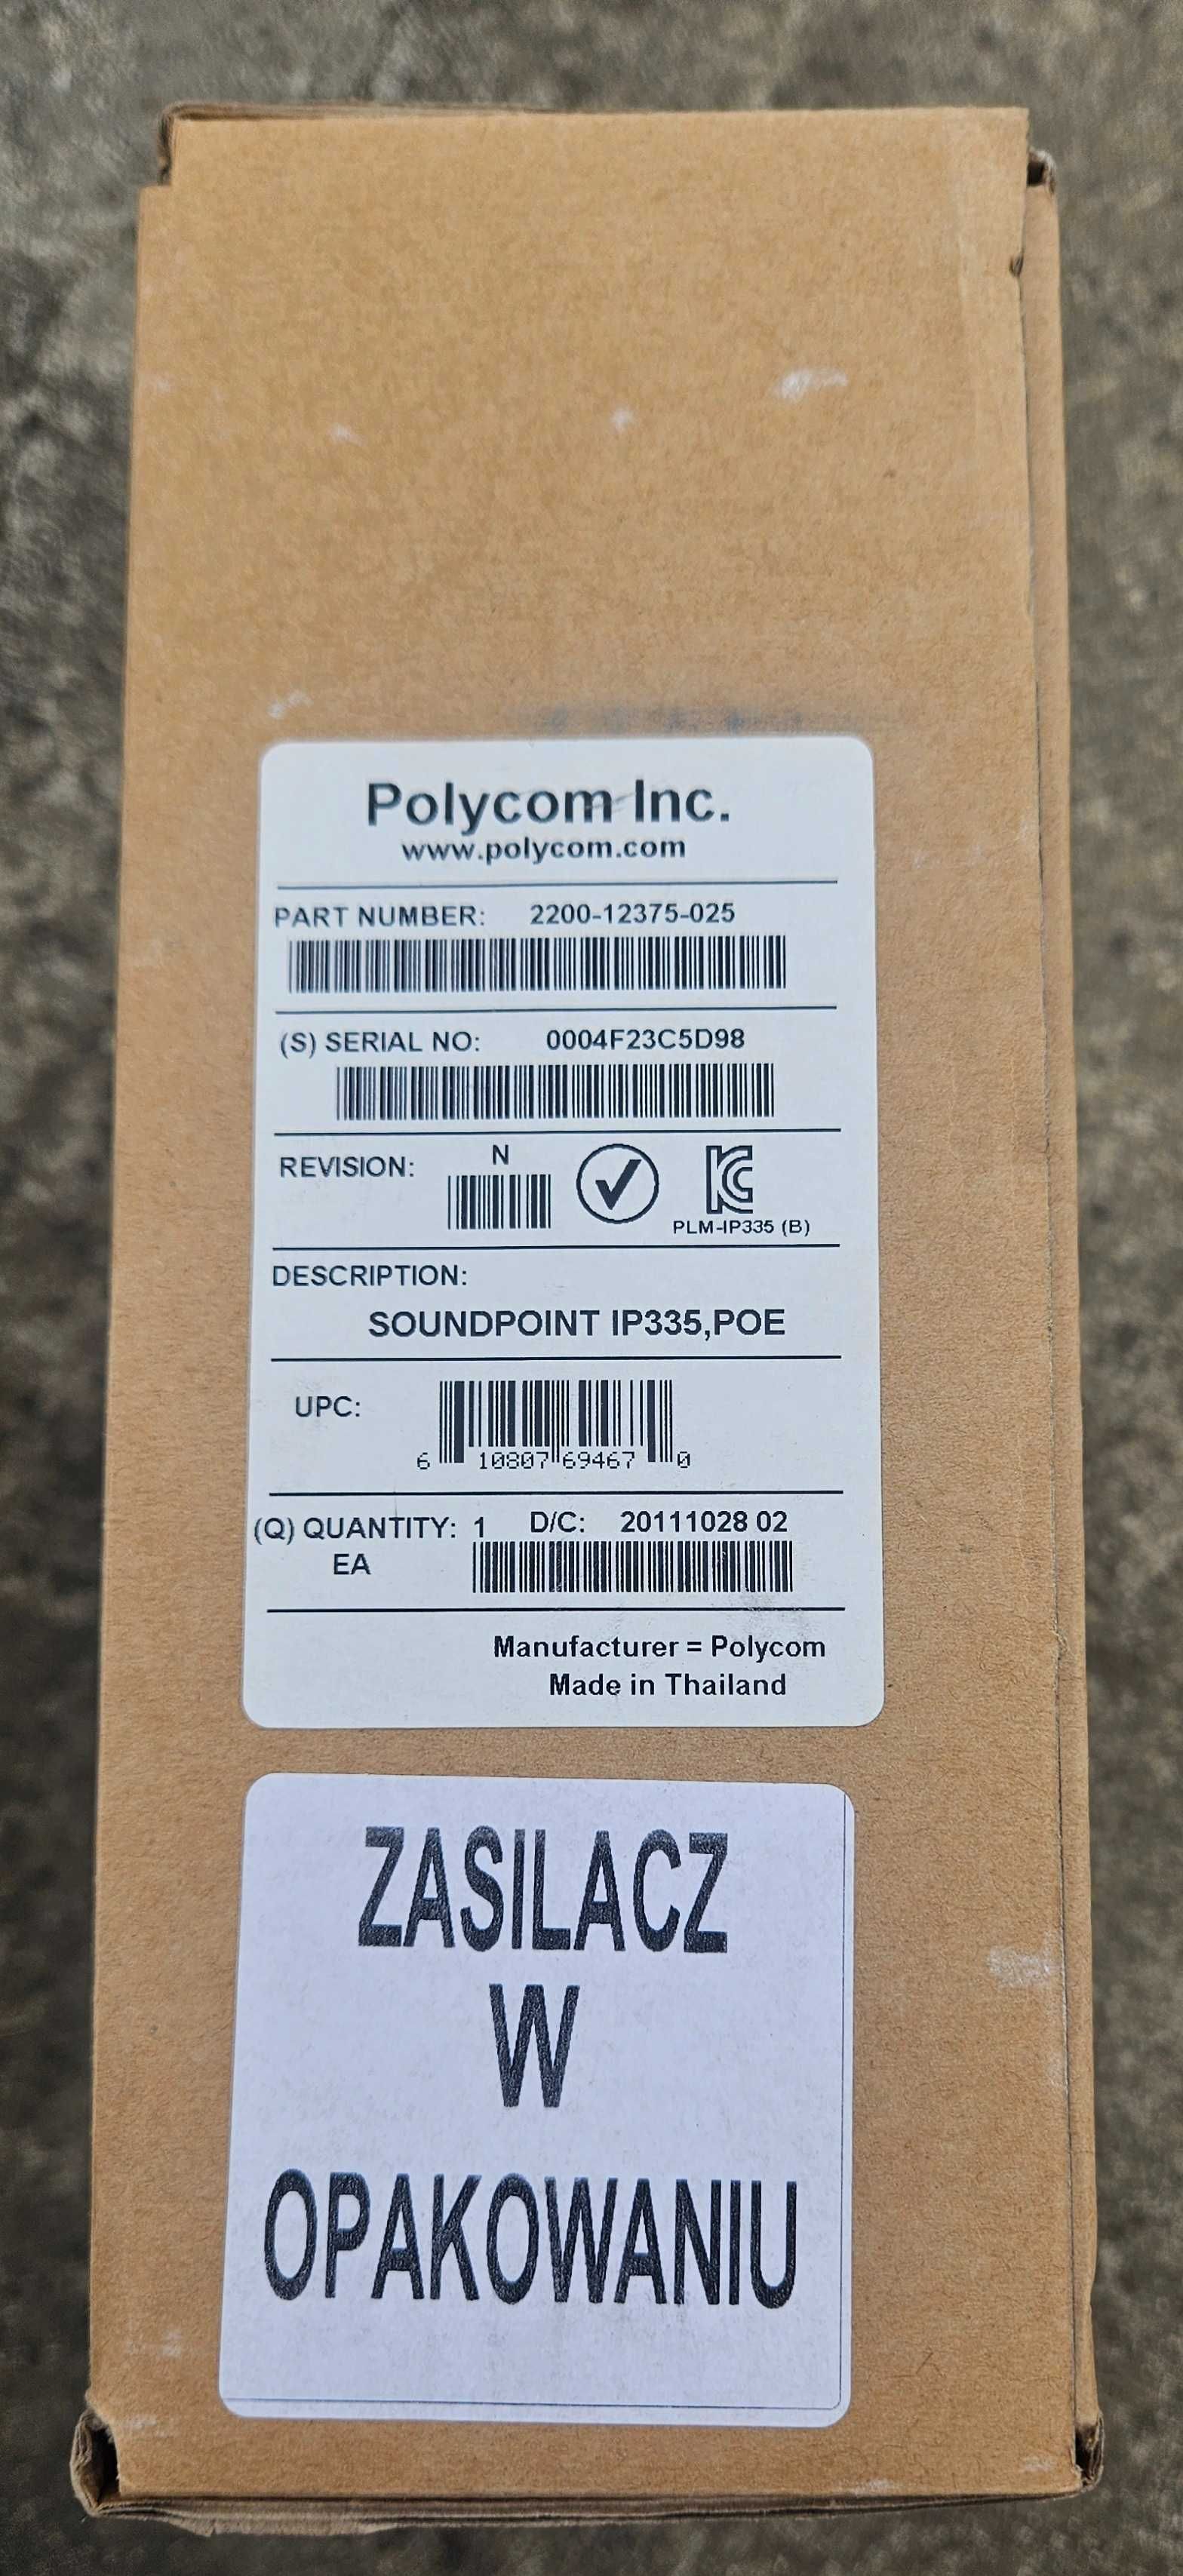 Polycom Inc.
www.polycom.com
PART NUMBER: 2200-12375-025
(S) SERIAL NO: 0004F23C5D98
REVISION: N
PLM-IP335 (B)
DESCRIPTION:
SOUNDPOINT IP335,POE
UPC:
6 10807 69467 0
(Q) QUANTITY: 1 D/C: 20111028 02
EA
Manufacturer = Polycom
Made in Thailand
ZASILACZ
W
OPAKOWANIU